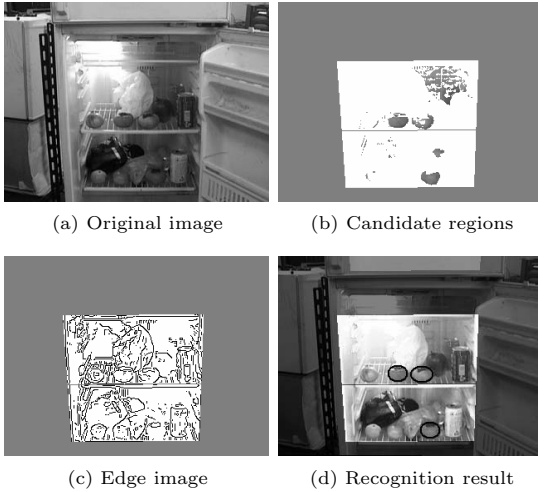 (a) Original image
(b) Candidate regions
(c) Edge image
(d) Recognition result